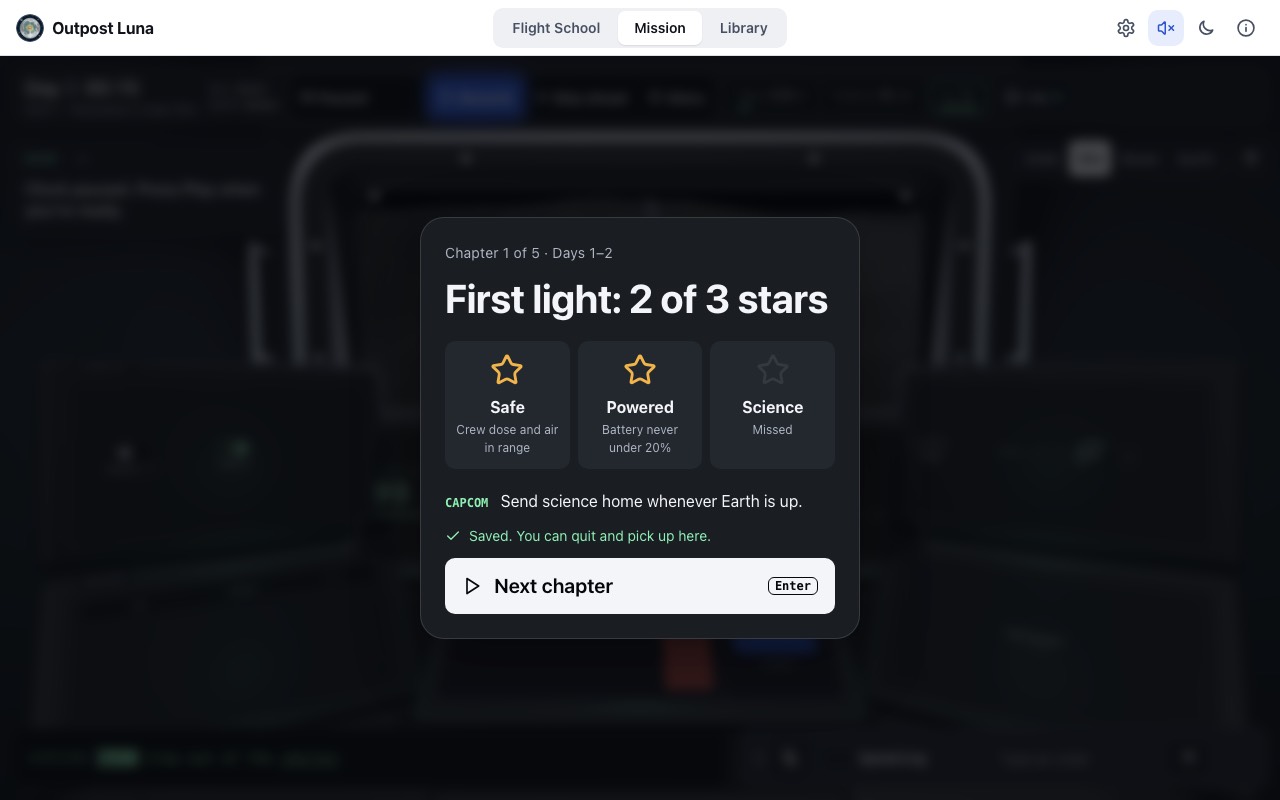 Outpost Luna
Flight School
Mission
Library
Chapter 1 of 5 · Days 1–2
First light: 2 of 3 stars
Safe
Crew dose and air
in range
Powered
Battery never
under 20%
Science
Missed
CAPCOM Send science home whenever Earth is up.
Saved. You can quit and pick up here.
Next chapter
Enter